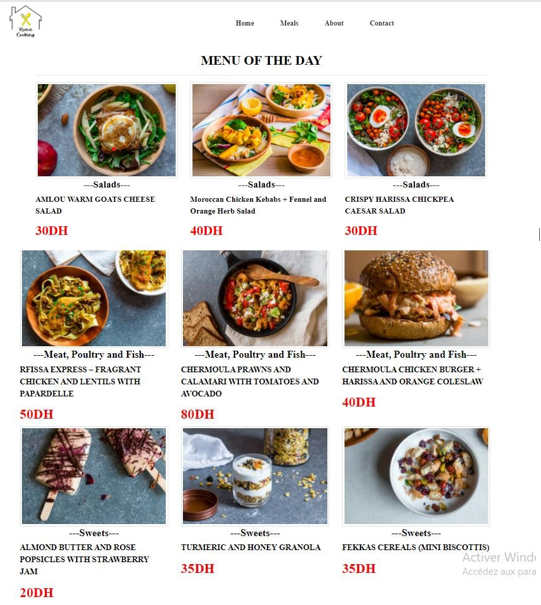 Home Meals About Contact
Home
Cooking
MENU OF THE DAY
---Salads--- ---Salads--- ---Salads---
AMLOU WARM GOATS CHEESE
SALAD
30DH
Moroccan Chicken Kebabs + Fennel and
Orange Herb Salad
40DH
CRISPY HARISSA CHICKPEA
CAESAR SALAD
30DH
---Meat, Poultry and Fish--- ---Meat, Poultry and Fish--- ---Meat, Poultry and Fish---
RFISSA EXPRESS – FRAGRANT
CHICKEN AND LENTILS WITH
PAPARDELLE
50DH
CHERMOULA PRAWNS AND
CALAMARI WITH TOMATOES AND
AVOCADO
80DH
CHERMOULA CHICKEN BURGER +
HARISSA AND ORANGE COLESLAW
40DH
---Sweets--- ---Sweets--- ---Sweets---
ALMOND BUTTER AND ROSE
POPSICLES WITH STRAWBERRY
JAM
20DH
TURMERIC AND HONEY GRANOLA
35DH
FEKKAS CEREALS (MINI BISCOTTIS)
35DH
Activer Wind
Accédez aux para